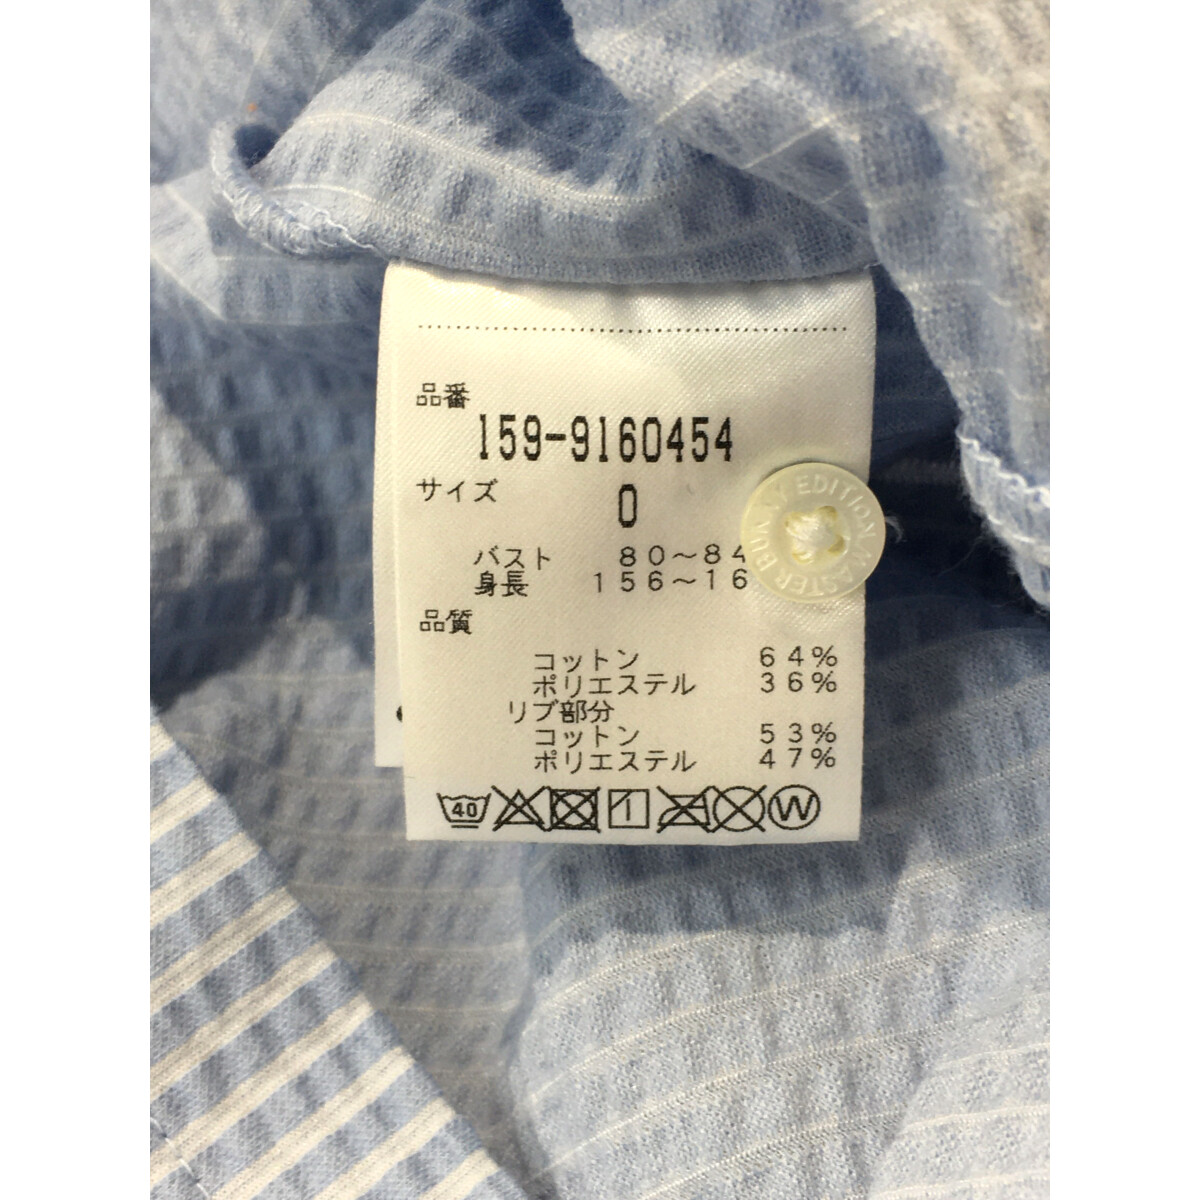 品番
159-9160454
サイズ 0
バスト 80～84
身長 156～16
品質
コットン 64%
ポリエステル 36%
リブ部分
コットン 53%
ポリエステル 47%
40 W
EDITION MASTER BUNNY